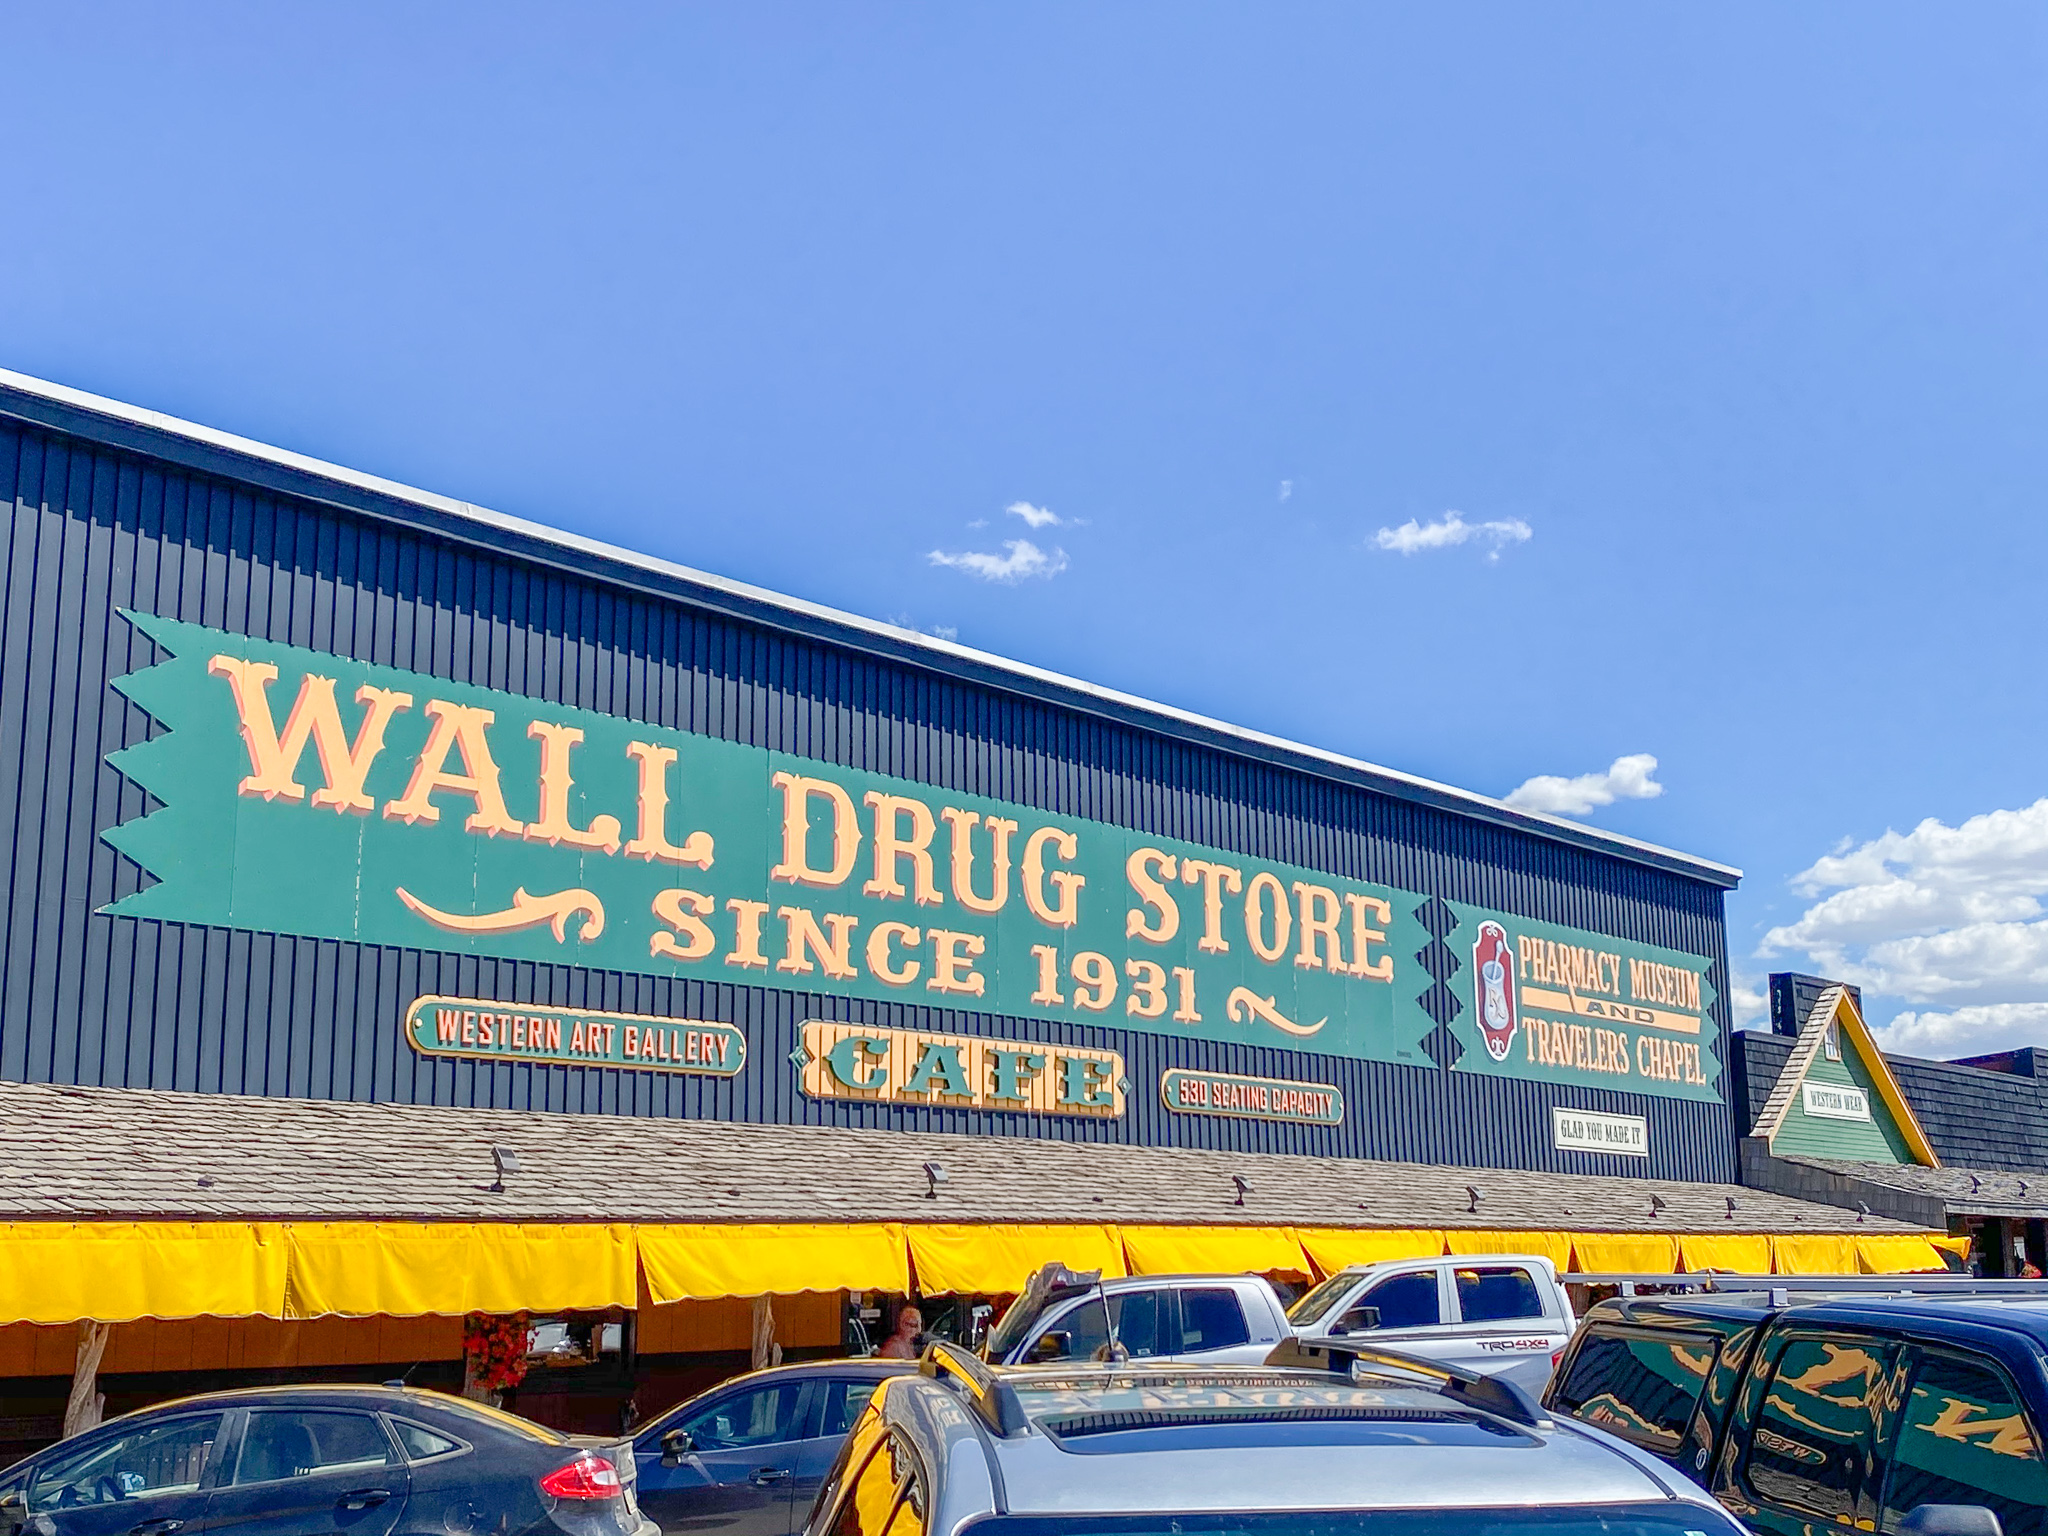 WALL DRUG STORE
SINCE 1931
WESTERN ART GALLERY
CAFE
530 SEATING CAPACITY
PHARMACY MUSEUM
AND
TRAVELERS CHAPEL
GLAD YOU MADE IT
WESTERN WEAR
TRD 4X4